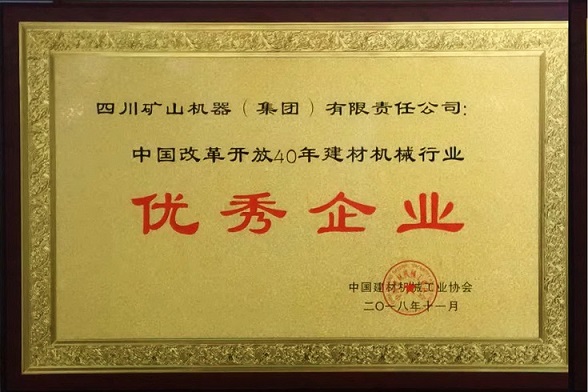 四川矿山机器（集团）有限责任公司：
中国改革开放40年建材机械行业
优秀企业
中国建材机械工业协会
二〇一八年十一月